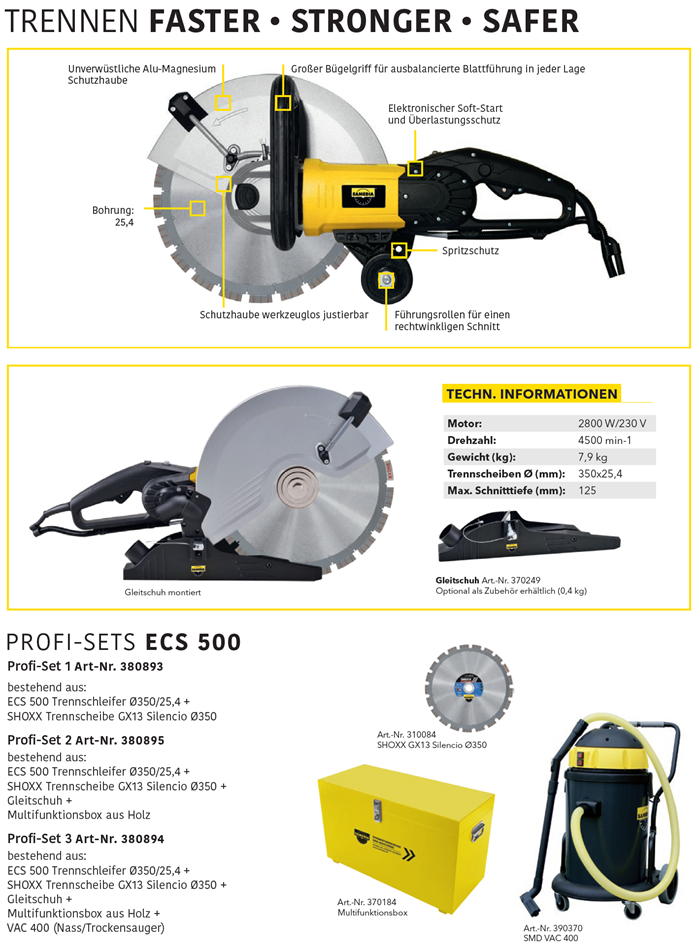 TRENNEN FASTER • STRONGER • SAFER
Unverwüstliche Alu-Magnesium
Schutzhaube
Großer Bügelgriff für ausbalancierte Blattführung in jeder Lage
Elektronischer Soft-Start
und Überlastungsschutz
SAMEDIA
Bohrung:
25,4
Spritzschutz
Schutzhaube werkzeuglos justierbar
Führungsrollen für einen
rechtwinkligen Schnitt
TECHN. INFORMATIONEN
Motor: 2800 W/230 V
Drehzahl: 4500 min-1
Gewicht (kg): 7,9 kg
Trennscheiben Ø (mm): 350x25,4
Max. Schnitttiefe (mm): 125
Gleitschuh montiert
Gleitschuh Art.-Nr. 370249
Optional als Zubehör erhältlich (0,4 kg)
PROFI-SETS ECS 500
Profi-Set 1 Art-Nr. 380893
bestehend aus:
ECS 500 Trennschleifer Ø350/25,4 +
SHOXX Trennscheibe GX13 Silencio Ø350
Profi-Set 2 Art-Nr. 380895
bestehend aus:
ECS 500 Trennschleifer Ø350/25,4 +
SHOXX Trennscheibe GX13 Silencio Ø350 +
Gleitschuh +
Multifunktionsbox aus Holz
Profi-Set 3 Art-Nr. 380894
bestehend aus:
ECS 500 Trennschleifer Ø350/25,4 +
SHOXX Trennscheibe GX13 Silencio Ø350 +
Gleitschuh +
Multifunktionsbox aus Holz +
VAC 400 (Nass/Trockensauger)
Art.-Nr. 310084
SHOXX GX13 Silencio Ø350
Art.-Nr. 370184
Multifunktionsbox
SAMEDIA
Art.-Nr. 390370
SMD VAC 400